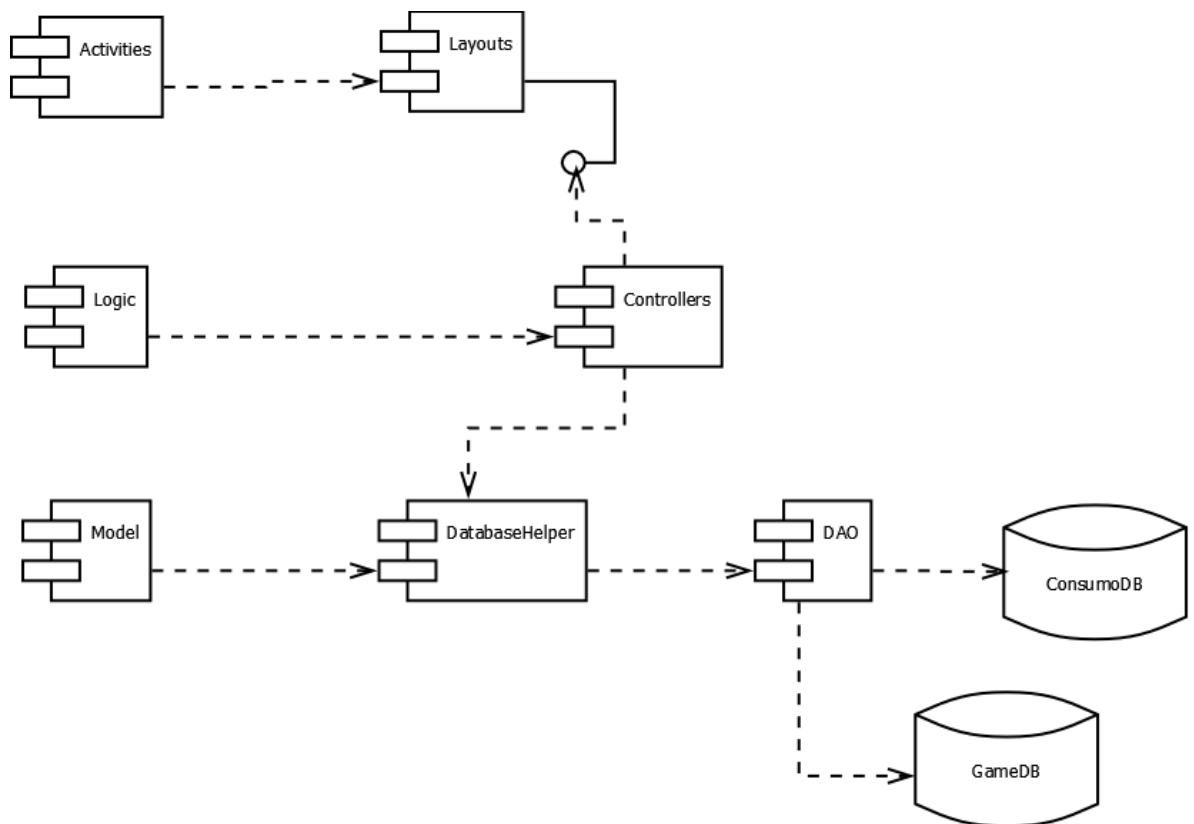 Activities
Layouts
Logic
Controllers
Model
DatabaseHelper
DAO
ConsumoDB
GameDB